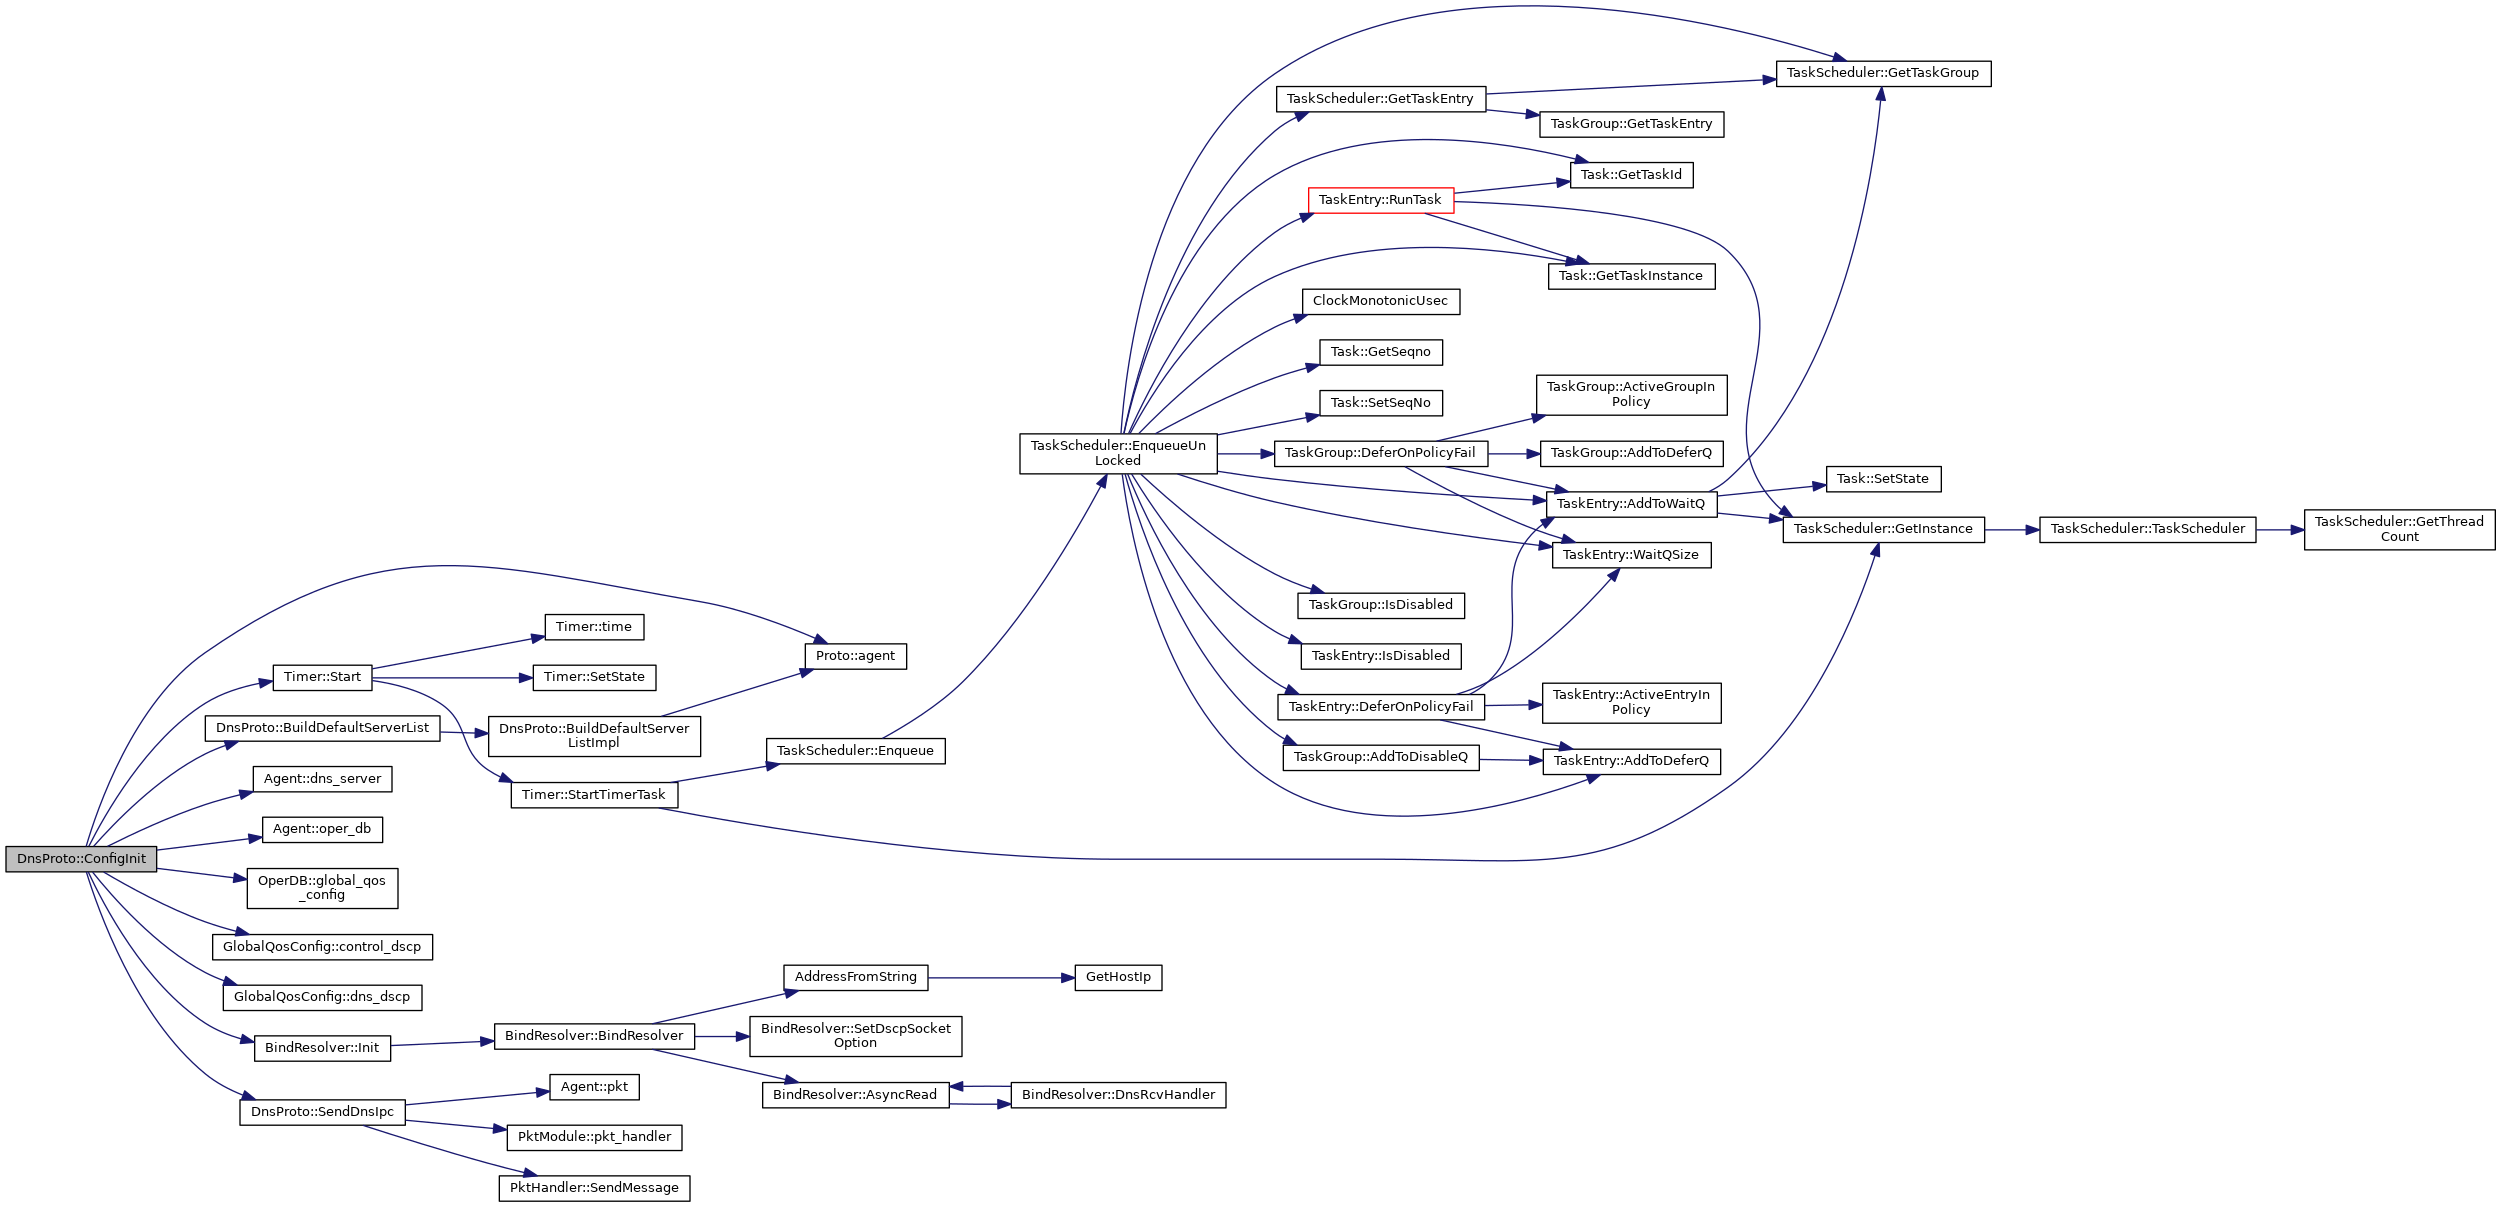 DnsProto::ConfigInit
Proto::agent
Timer::Start
Timer::time
Timer::SetState
Timer::StartTimerTask
DnsProto::BuildDefaultServerList
DnsProto::BuildDefaultServer
ListImpl
Agent::dns_server
Agent::oper_db
OperDB::global_qos
_config
GlobalQosConfig::control_dscp
GlobalQosConfig::dns_dscp
BindResolver::Init
DnsProto::SendDnsIpc
BindResolver::BindResolver
Agent::pkt
PktModule::pkt_handler
PktHandler::SendMessage
AddressFromString
GetHostIp
BindResolver::SetDscpSocket
Option
BindResolver::AsyncRead
BindResolver::DnsRcvHandler
TaskScheduler::Enqueue
TaskScheduler::EnqueueUn
Locked
TaskScheduler::GetTaskEntry
TaskEntry::RunTask
ClockMonotonicUsec
Task::GetSeqno
Task::SetSeqNo
TaskGroup::DeferOnPolicyFail
TaskGroup::IsDisabled
TaskEntry::IsDisabled
TaskEntry::DeferOnPolicyFail
TaskGroup::AddToDisableQ
TaskScheduler::GetTaskGroup
TaskGroup::GetTaskEntry
Task::GetTaskId
Task::GetTaskInstance
TaskGroup::ActiveGroupIn
Policy
TaskGroup::AddToDeferQ
TaskEntry::AddToWaitQ
TaskEntry::WaitQSize
TaskEntry::ActiveEntryIn
Policy
TaskEntry::AddToDeferQ
Task::SetState
TaskScheduler::GetInstance
TaskScheduler::TaskScheduler
TaskScheduler::GetThread
Count